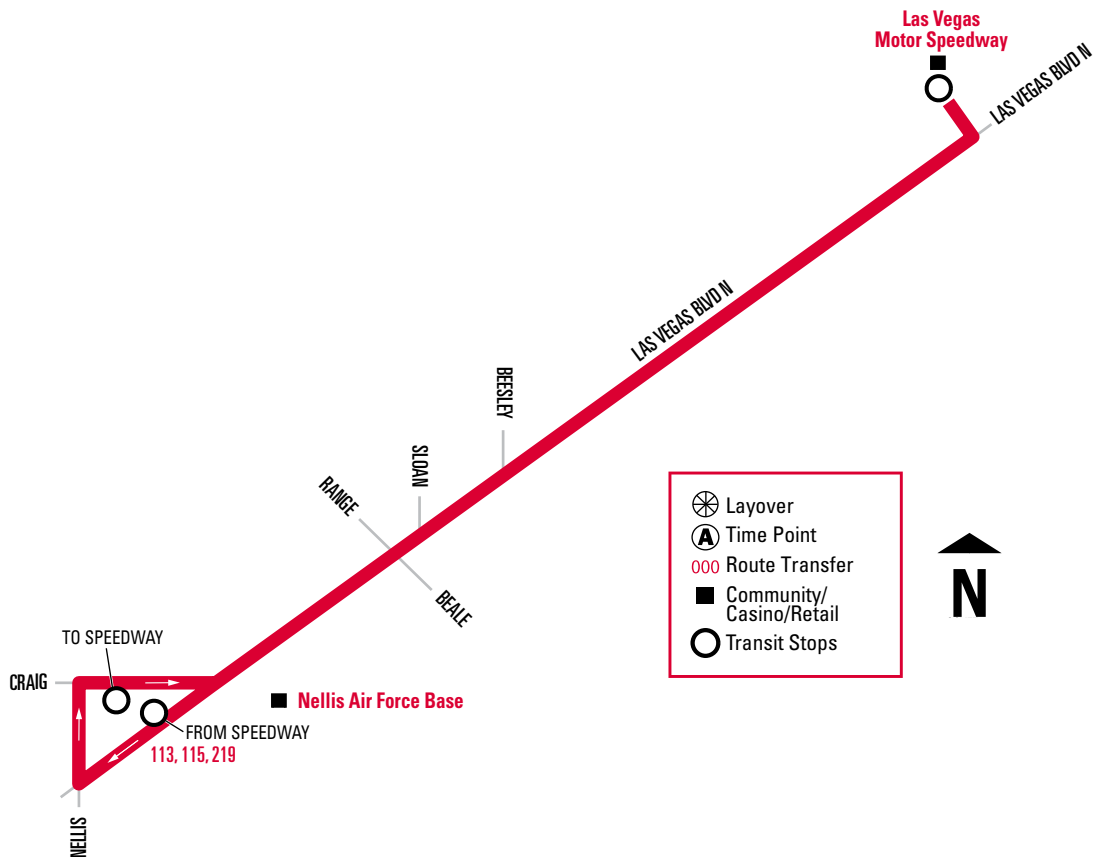 Las Vegas
Motor Speedway
LAS VEGAS BLVD N
LAS VEGAS BLVD N
BEESLEY
SLOAN
RANGE
BEALE
TO SPEEDWAY
CRAIG
Nellis Air Force Base
FROM SPEEDWAY
113, 115, 219
NELLIS
Layover
A Time Point
000 Route Transfer
Community/
Casino/Retail
Transit Stops
N